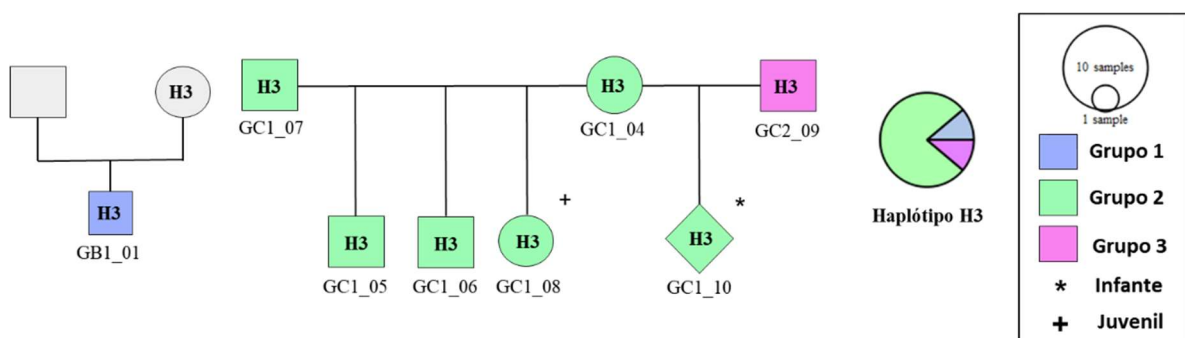 H3
GB1_01
H3
GC1_07
H3
GC1_04
H3
GC2_09
H3
GC1_05
H3
GC1_06
H3
GC1_08
+
H3
GC1_10
*
H3
Haplótipo H3
10 samples
1 sample
Grupo 1
Grupo 2
Grupo 3
* Infante
+ Juvenil